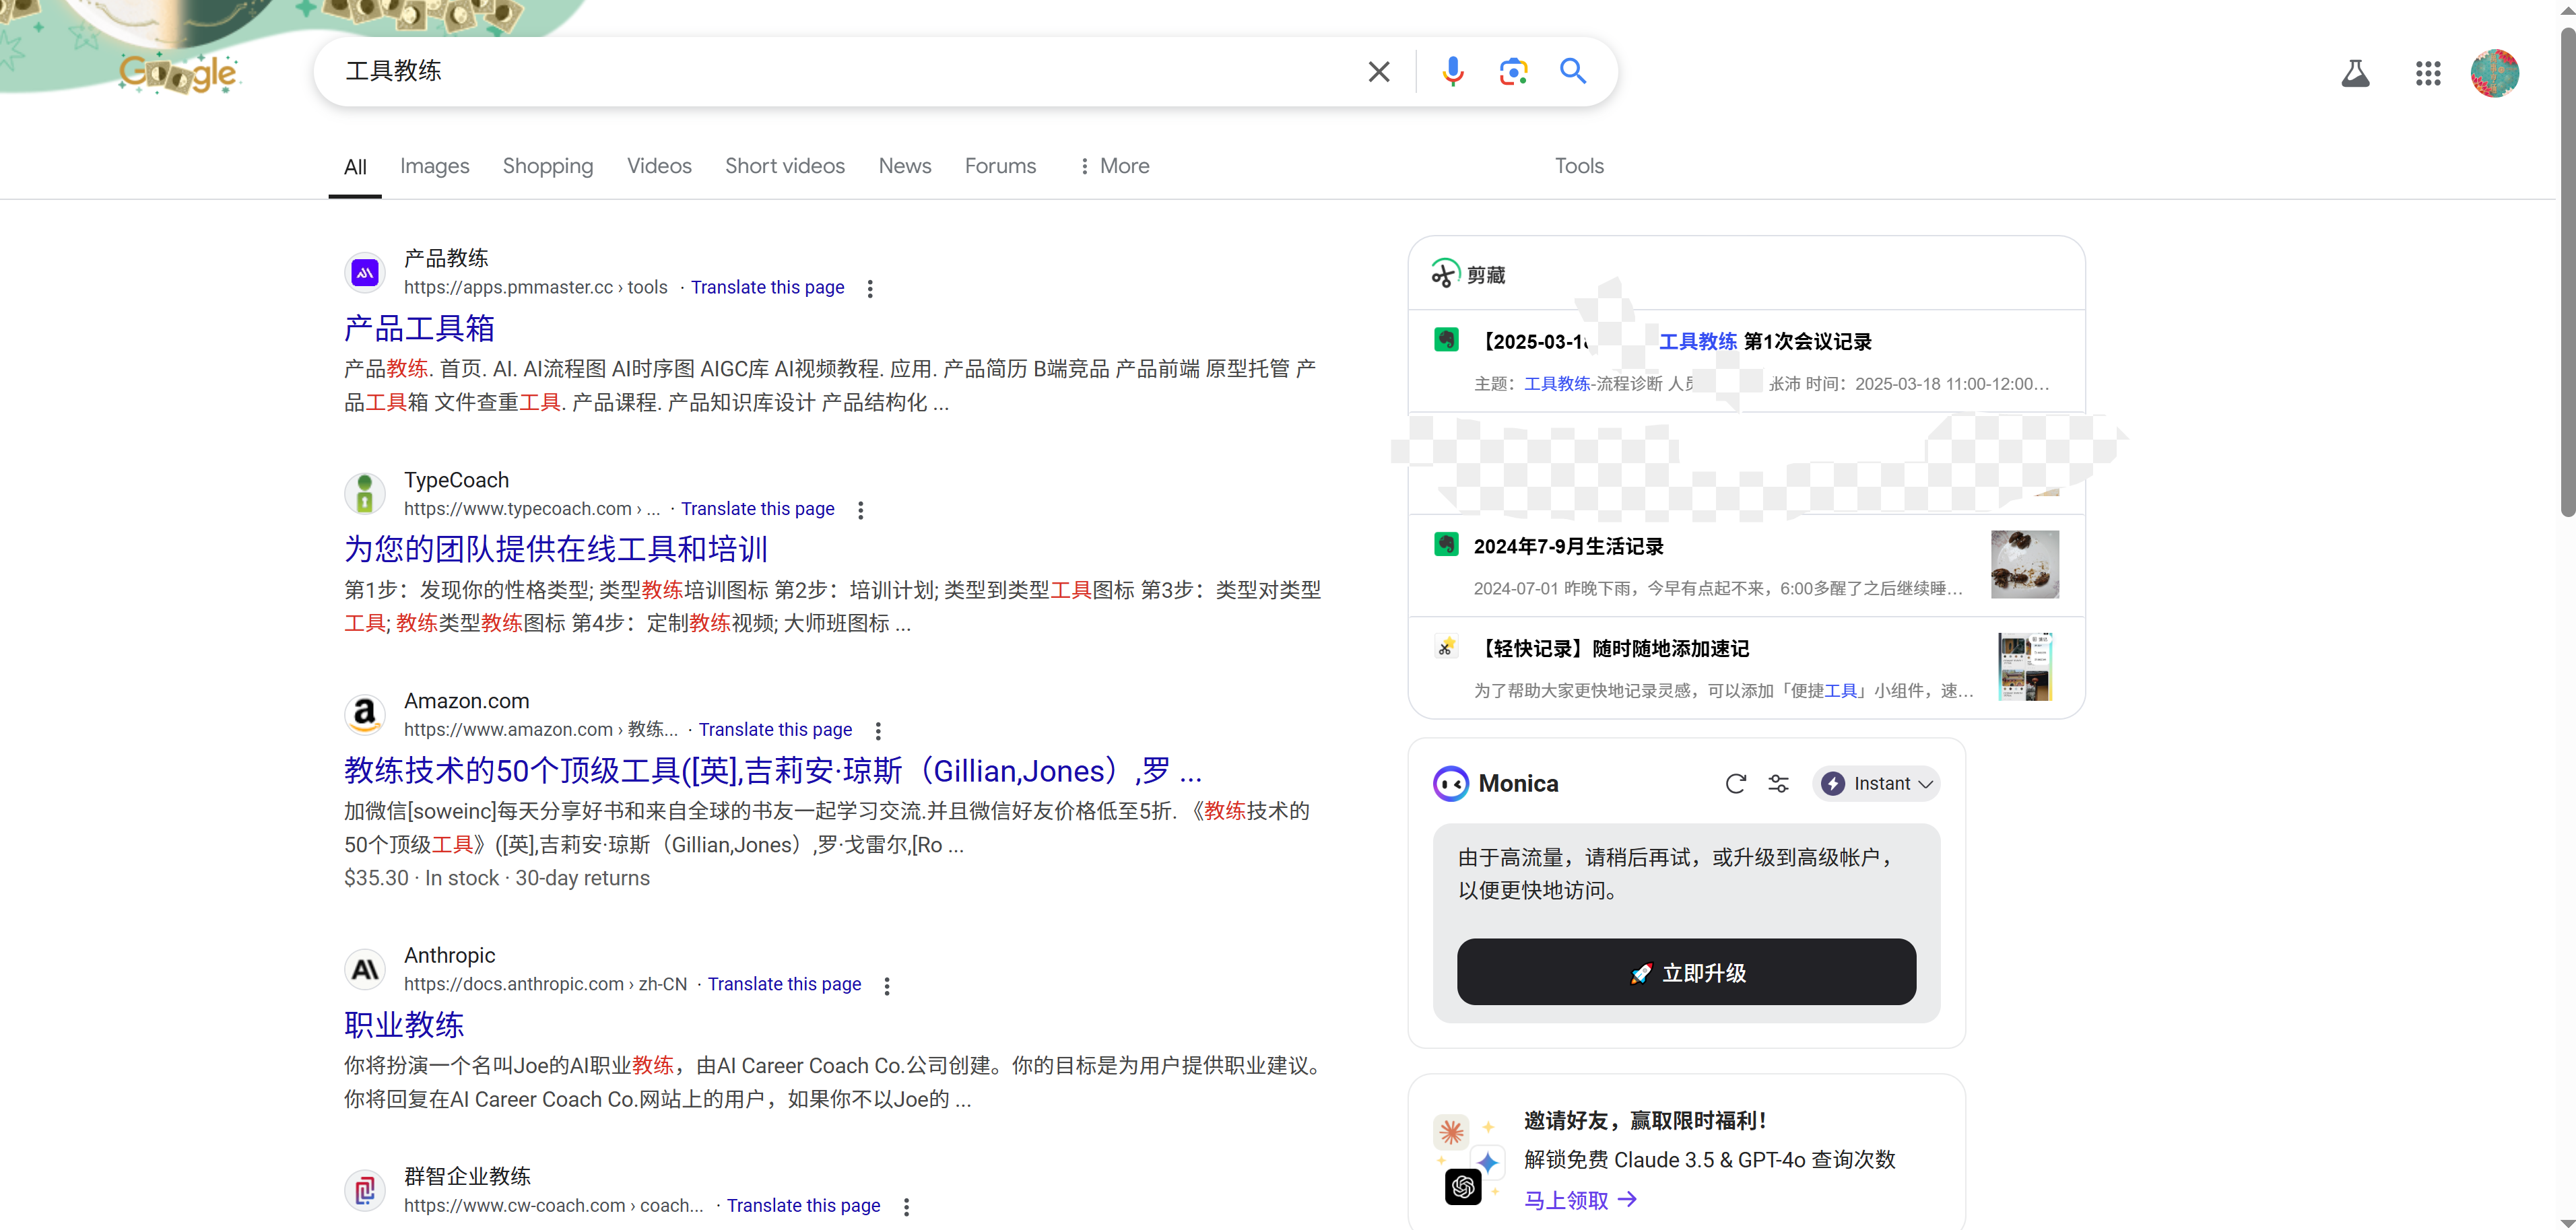 Google
工具教练
All Images Shopping Videos Short videos News Forums More Tools
产品教练
https://apps.pmmaster.cc › tools · Translate this page
产品工具箱
产品教练. 首页. AI. AI流程图 AI时序图 AIGC库 AI视频教程. 应用. 产品简历 B端竞品 产品前端 原型托管 产
品工具箱 文件查重工具. 产品课程. 产品知识库设计 产品结构化 ...
TypeCoach
https://www.typecoach.com › ... · Translate this page
为您的团队提供在线工具和培训
第1步：发现你的性格类型; 类型教练培训图标 第2步：培训计划; 类型到类型工具图标 第3步：类型对类型
工具; 教练类型教练图标 第4步：定制教练视频; 大师班图标 ...
Amazon.com
https://www.amazon.com › 教练... · Translate this page
教练技术的50个顶级工具([英],吉莉安·琼斯（Gillian,Jones）,罗 ...
加微信[soweinc]每天分享好书和来自全球的书友一起学习交流.并且微信好友价格低至5折. 《教练技术的
50个顶级工具》([英],吉莉安·琼斯（Gillian,Jones）,罗·戈雷尔,[Ro ...
$35.30 · In stock · 30-day returns
Anthropic
https://docs.anthropic.com › zh-CN · Translate this page
职业教练
你将扮演一个名叫Joe的AI职业教练，由AI Career Coach Co.公司创建。你的目标是为用户提供职业建议。
你将回复在AI Career Coach Co.网站上的用户，如果你不以Joe的 ...
群智企业教练
https://www.cw-coach.com › coach... · Translate this page
剪藏
【2025-03-1 工具教练 第1次会议记录
主题：工具教练-流程诊断 人 张沛 时间：2025-03-18 11:00-12:00...
2024年7-9月生活记录
2024-07-01 昨晚下雨，今早有点起不来，6:00多醒了之后继续睡...
【轻快记录】随时随地添加速记
为了帮助大家更快地记录灵感，可以添加「便捷工具」小组件，速...
Monica
Instant
由于高流量，请稍后再试，或升级到高级帐户，
以便更快地访问。
立即升级
邀请好友，赢取限时福利！
解锁免费 Claude 3.5 & GPT-4o 查询次数
马上领取